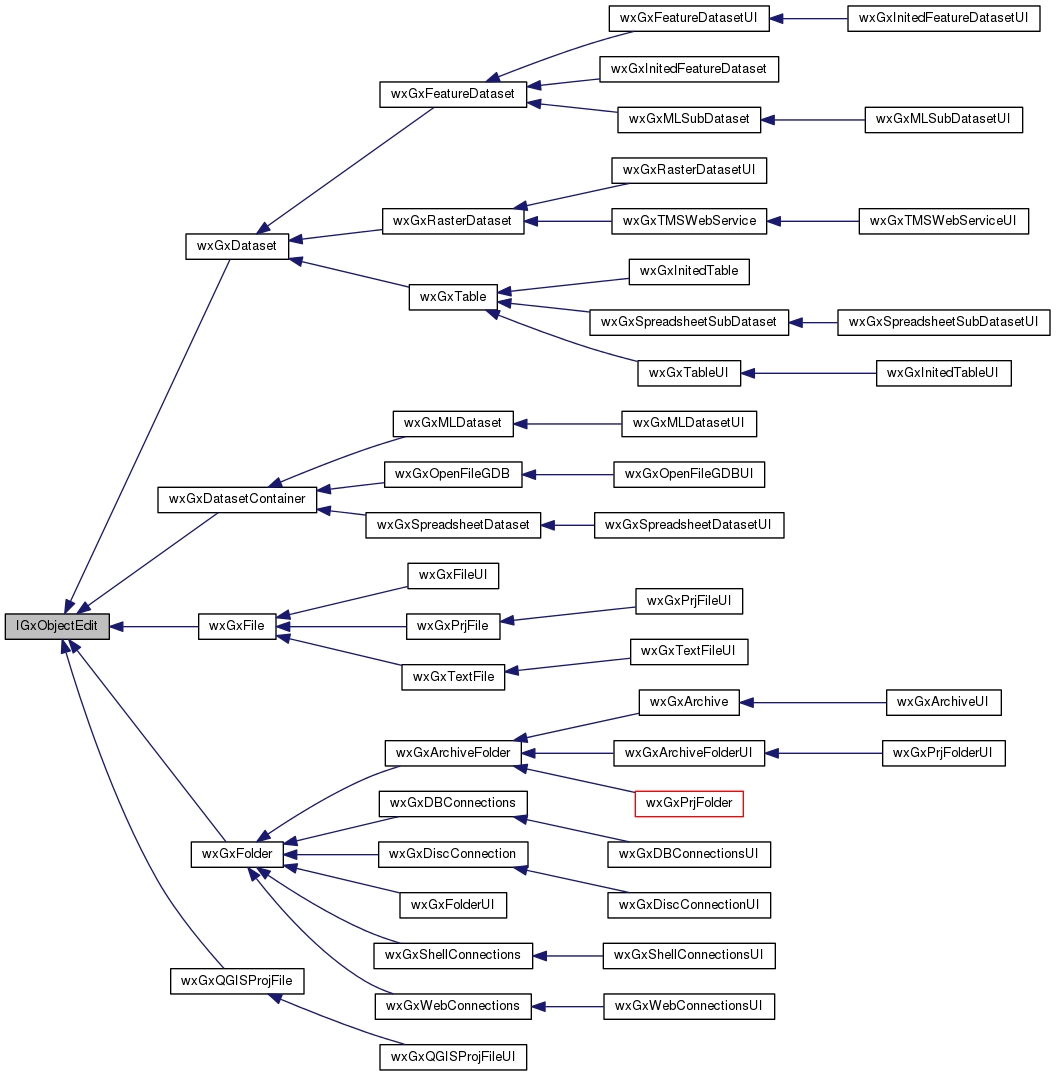 wxGxFeatureDatasetUI
wxGxInitedFeatureDatasetUI
wxGxInitedFeatureDataset
wxGxFeatureDataset
wxGxMLSubDataset
wxGxMLSubDatasetUI
wxGxRasterDatasetUI
wxGxRasterDataset
wxGxTMSWebService
wxGxTMSWebServiceUI
wxGxDataset
wxGxInitedTable
wxGxTable
wxGxSpreadsheetSubDataset
wxGxSpreadsheetSubDatasetUI
wxGxTableUI
wxGxInitedTableUI
wxGxMLDataset
wxGxMLDatasetUI
wxGxOpenFileGDB
wxGxOpenFileGDBUI
wxGxDatasetContainer
wxGxSpreadsheetDataset
wxGxSpreadsheetDatasetUI
wxGxFileUI
wxGxPrjFileUI
IGxObjectEdit
wxGxFile
wxGxPrjFile
wxGxTextFileUI
wxGxTextFile
wxGxArchive
wxGxArchiveUI
wxGxArchiveFolder
wxGxArchiveFolderUI
wxGxPrjFolderUI
wxGxDBConnections
wxGxPrjFolder
wxGxFolder
wxGxDiscConnection
wxGxDBConnectionsUI
wxGxFolderUI
wxGxDiscConnectionUI
wxGxShellConnections
wxGxShellConnectionsUI
wxGxQGISProjFile
wxGxWebConnections
wxGxWebConnectionsUI
wxGxQGISProjFileUI